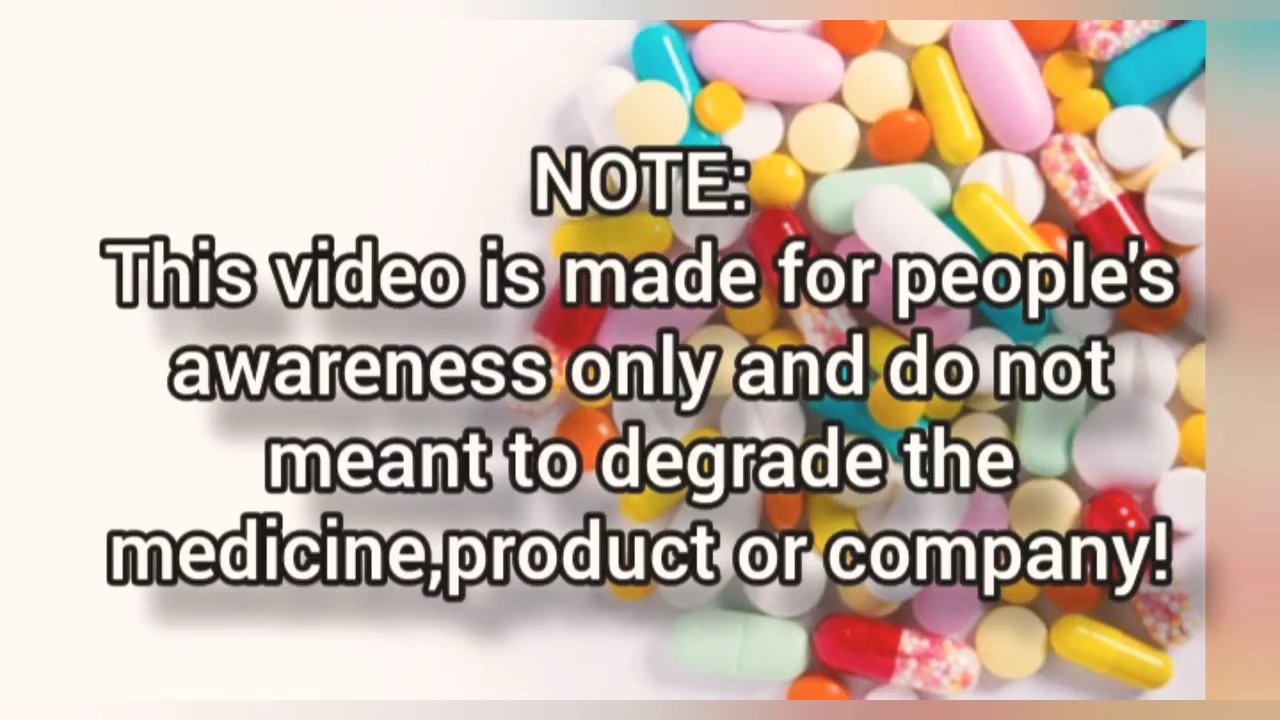 NOTE:
This video is made for people's
awareness only and do not
meant to degrade the
medicine,product or company!